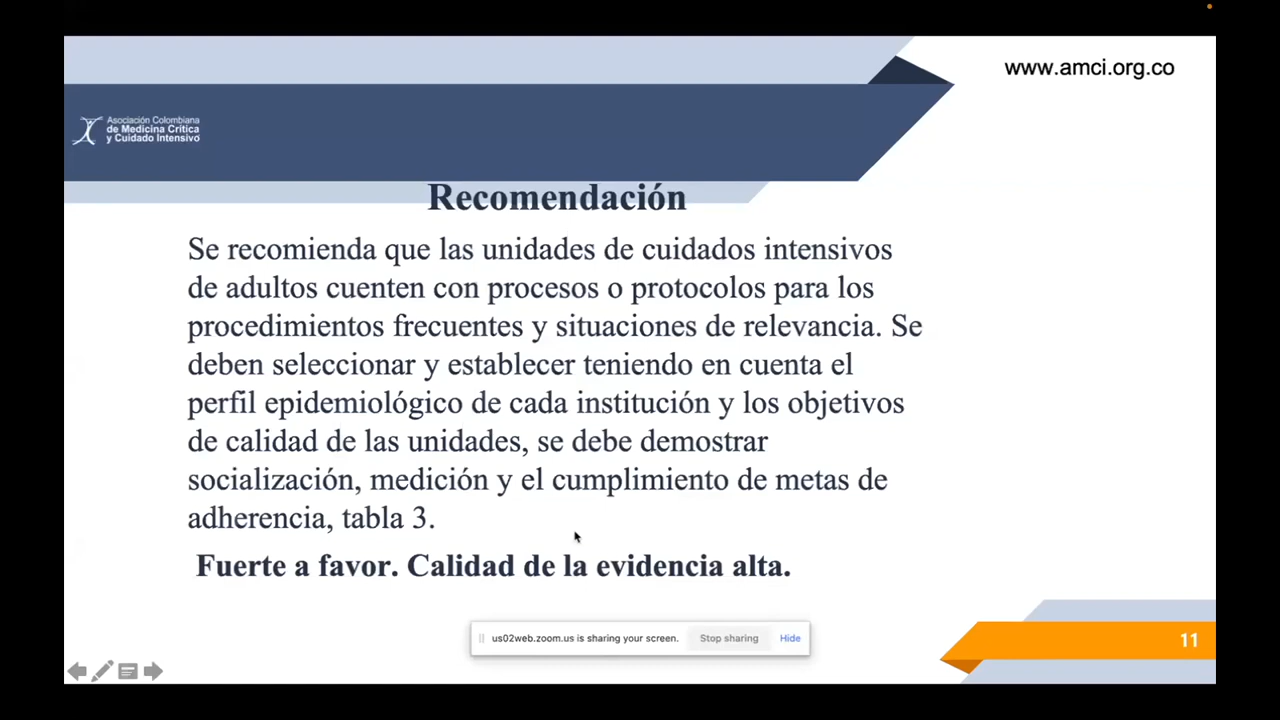 www.amci.org.co
Asociación Colombiana
de Medicina Crítica
y Cuidado Intensivo
Recomendación
Se recomienda que las unidades de cuidados intensivos
de adultos cuenten con procesos o protocolos para los
procedimientos frecuentes y situaciones de relevancia. Se
deben seleccionar y establecer teniendo en cuenta el
perfil epidemiológico de cada institución y los objetivos
de calidad de las unidades, se debe demostrar
socialización, medición y el cumplimiento de metas de
adherencia, tabla 3.
Fuerte a favor. Calidad de la evidencia alta.
us02web.zoom.us is sharing your screen. Stop sharing Hide
11